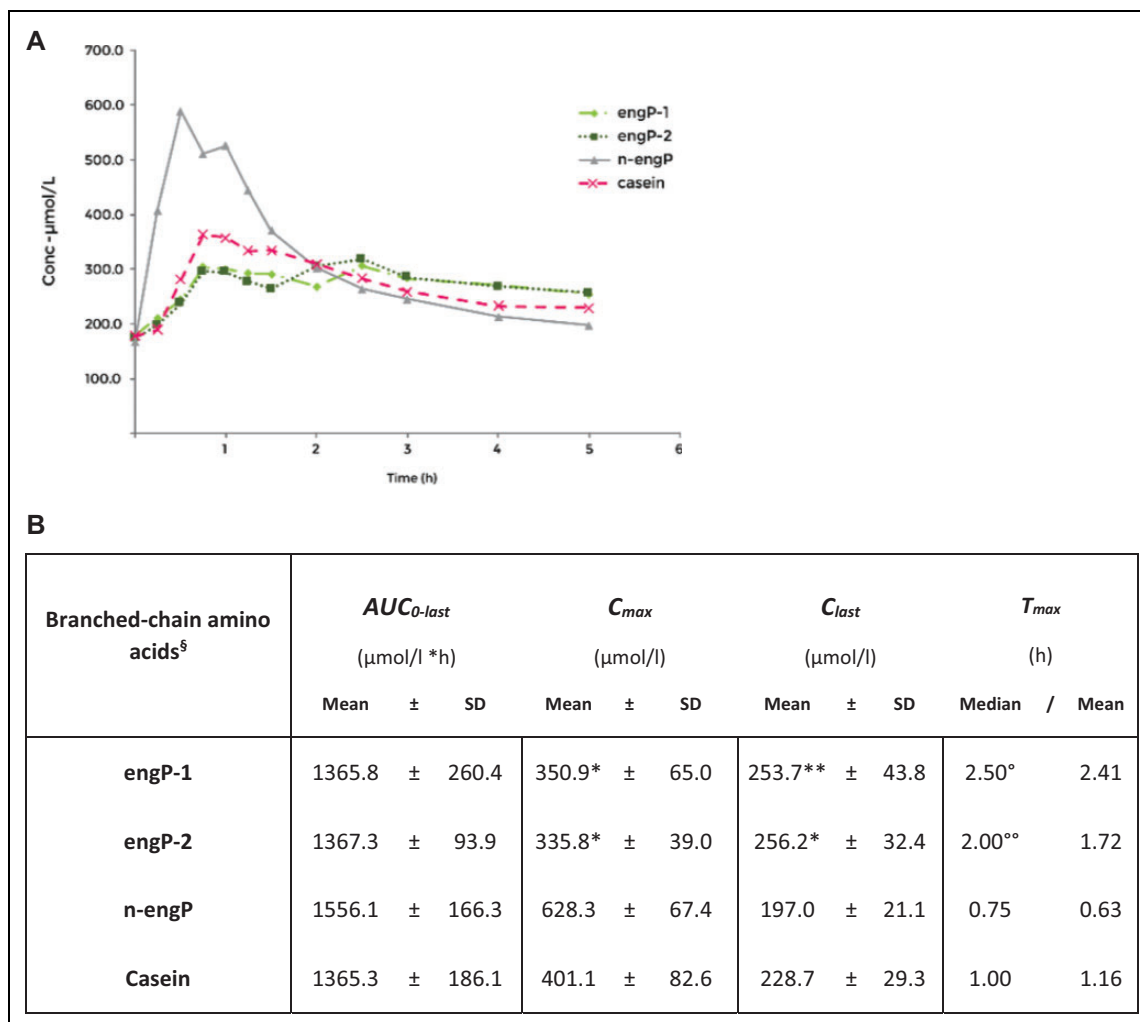 A
700.0
600.0
500.0
400.0
300.0
200.0
100.0
Conc -µmol/L
1 2 3 4 5 6
Time (h)
engP-1
engP-2
n-engP
casein
B
Branched-chain amino acids§ AUC0-last Cmax Clast Tmax
(µmol/l *h) (µmol/l) (µmol/l) (h)
Mean ± SD Mean ± SD Mean ± SD Median / Mean
engP-1 1365.8 ± 260.4 350.9* ± 65.0 253.7** ± 43.8 2.50° 2.41
engP-2 1367.3 ± 93.9 335.8* ± 39.0 256.2* ± 32.4 2.00°° 1.72
n-engP 1556.1 ± 166.3 628.3 ± 67.4 197.0 ± 21.1 0.75 0.63
Casein 1365.3 ± 186.1 401.1 ± 82.6 228.7 ± 29.3 1.00 1.16